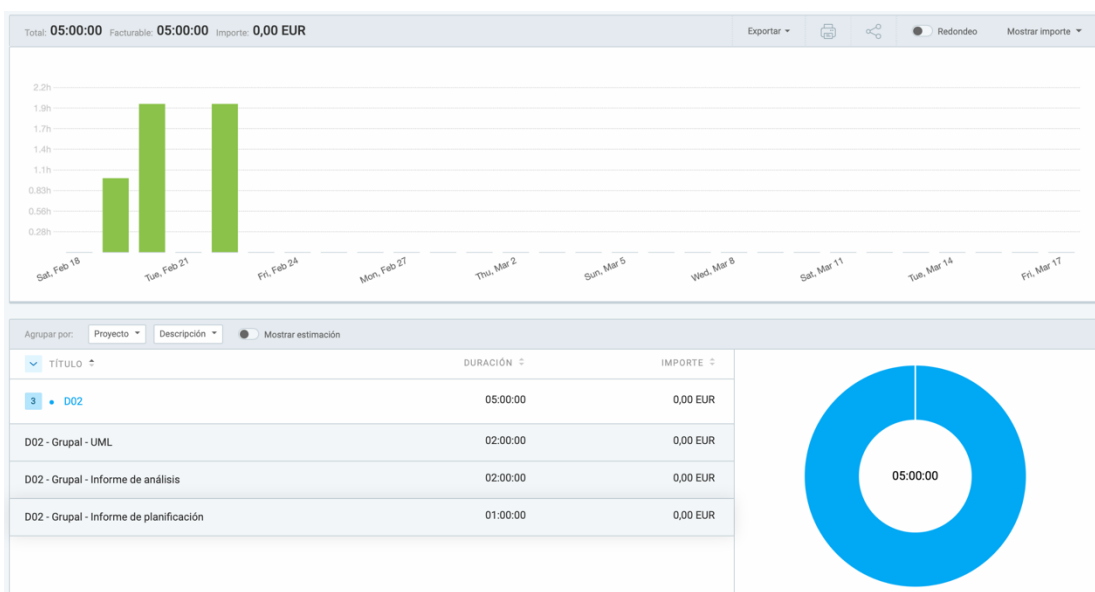 Total: 05:00:00 Facturable: 05:00:00 Importe: 0,00 EUR Exportar Redondeo Mostrar importe
2.2h
1.9h
1.7h
1.4h
1.1h
0.83h
0.56h
0.28h
Sat, Feb 18 Tue, Feb 21 Fri, Feb 24 Mon, Feb 27 Thu, Mar 2 Sun, Mar 5 Wed, Mar 8 Sat, Mar 11 Tue, Mar 14 Fri, Mar 17
Agrupar por: Proyecto Descripción Mostrar estimación
TÍTULO DURACIÓN IMPORTE
3 • D02 05:00:00 0,00 EUR
D02 - Grupal - UML 02:00:00 0,00 EUR
D02 - Grupal - Informe de análisis 02:00:00 0,00 EUR
D02 - Grupal - Informe de planificación 01:00:00 0,00 EUR
05:00:00